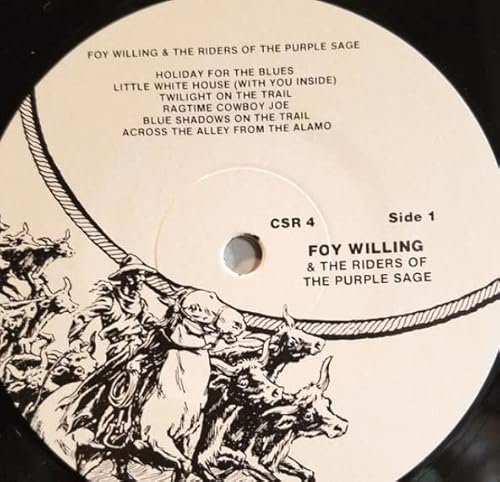 FOY WILLING & THE RIDERS OF THE PURPLE SAGE
HOLIDAY FOR THE BLUES
LITTLE WHITE HOUSE (WITH YOU INSIDE)
TWILIGHT ON THE TRAIL
RAGTIME COWBOY JOE
BLUE SHADOWS ON THE TRAIL
ACROSS THE ALLEY FROM THE ALAMO
CSR 4 Side 1
FOY WILLING
& THE RIDERS OF
THE PURPLE SAGE